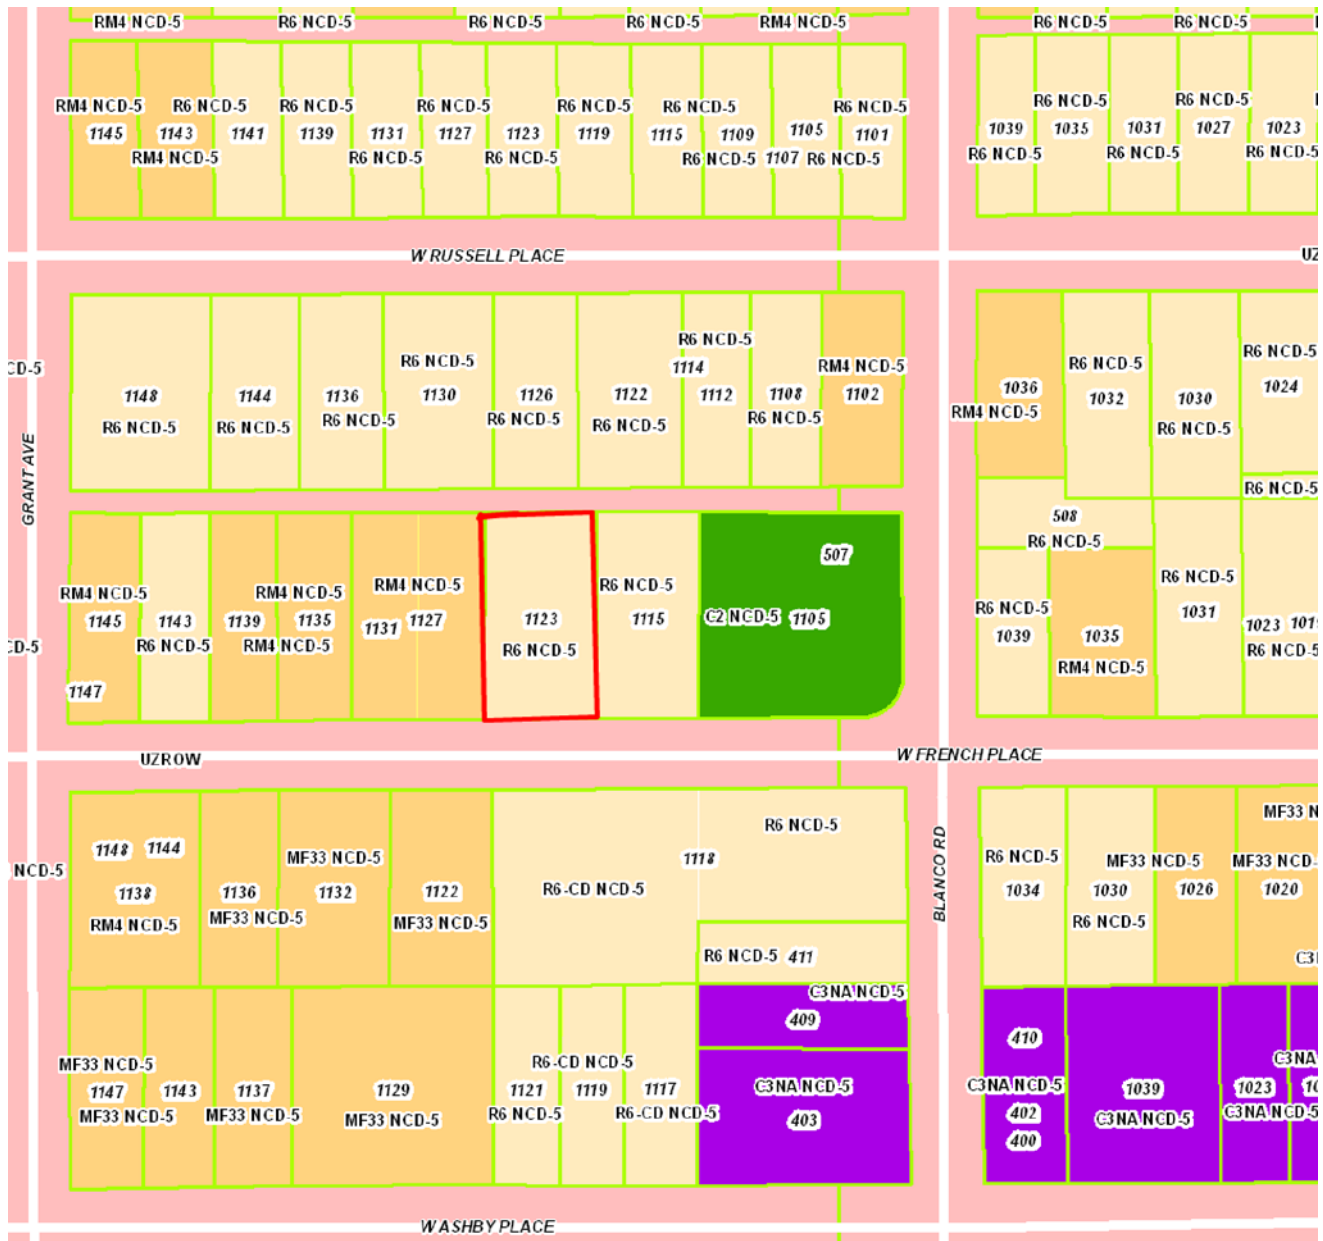 RM4 NCD-5 R6 NCD-5 R6 NCD-5 R6 NCD-5 RM4 NCD-5 R6 NCD-5 R6 NCD-5
RM4 NCD-5 R6 NCD-5 R6 NCD-5 R6 NCD-5 R6 NCD-5 R6 NCD-5 R6 NCD-5 R6 NCD-5 R6 NCD-5
1145 1143 1141 1139 1131 1127 1123 1119 1115 1109 1105 1101 1039 1035 1031 1027 1023
RM4 NCD-5 R6 NCD-5 R6 NCD-5 R6 NCD-5 1107 R6 NCD-5 R6 NCD-5 R6 NCD-5 R6 NCD-5
W RUSSELL PLACE UZ
R6 NCD-5
R6 NCD-5 1114 RM4 NCD-5 R6 NCD-5 R6 NCD-5
CD-5
1148 1144 1136 1130 1126 1122 1112 1108 1102 1036 1032 1030 1024
R6 NCD-5 R6 NCD-5 R6 NCD-5 R6 NCD-5 R6 NCD-5 R6 NCD-5 RM4 NCD-5 R6 NCD-5
GRANT AVE
R6 NCD-5
508
R6 NCD-5
507
RM4 NCD-5 RM4 NCD-5 RM4 NCD-5 R6 NCD-5 R6 NCD-5 R6 NCD-5
1145 1143 1139 1135 1131 1127 1123 1115 C2 NCD-5 1105 1039 1035 1031 1023 101
CD-5 R6 NCD-5 RM4 NCD-5 R6 NCD-5 RM4 NCD-5 R6 NCD-5
1147
UZROW W FRENCH PLACE
R6 NCD-5 MF33 N
1148 1144 MF33 NCD-5 1118 R6 NCD-5 MF33 NCD-5 MF33 NCD-
NCD-5
1138 1136 1132 1122 R6-CD NCD-5 1034 1030 1026 1020
RM4 NCD-5 MF33 NCD-5 MF33 NCD-5 R6 NCD-5
BLANCO RD
R6 NCD-5 411 C3
C3NA NCD-5
409 410
MF33 NCD-5 R6-CD NCD-5 C3NA
1147 1143 1137 1129 1121 1119 1117 C3NA NCD-5 C3NA NCD-5 1039 1023 10
MF33 NCD-5 MF33 NCD-5 MF33 NCD-5 R6 NCD-5 R6-CD NCD-5 403 402 C3NA NCD-5 C3NA NCD-5
400
W ASHBY PLACE